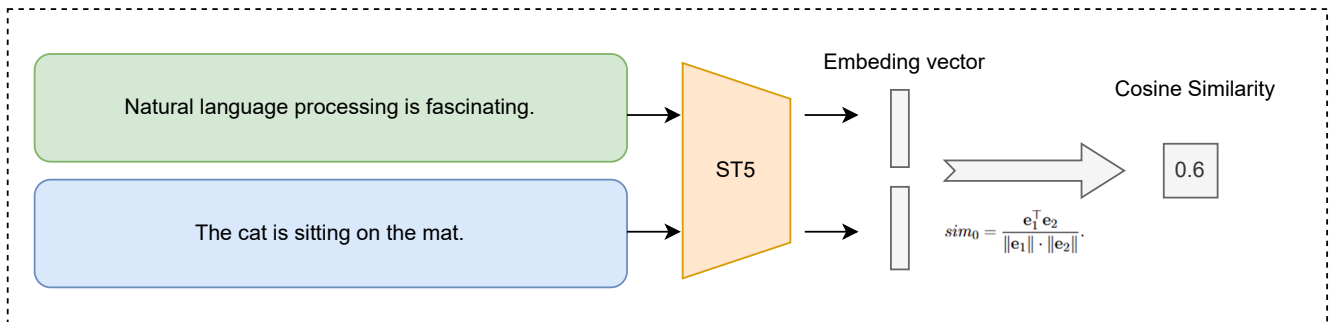 Embeding vector
Cosine Similarity
Natural language processing is fascinating.
ST5
0.6
The cat is sitting on the mat.
sim₀ = e₁ᵀe₂ / ‖e₁‖ · ‖e₂‖.